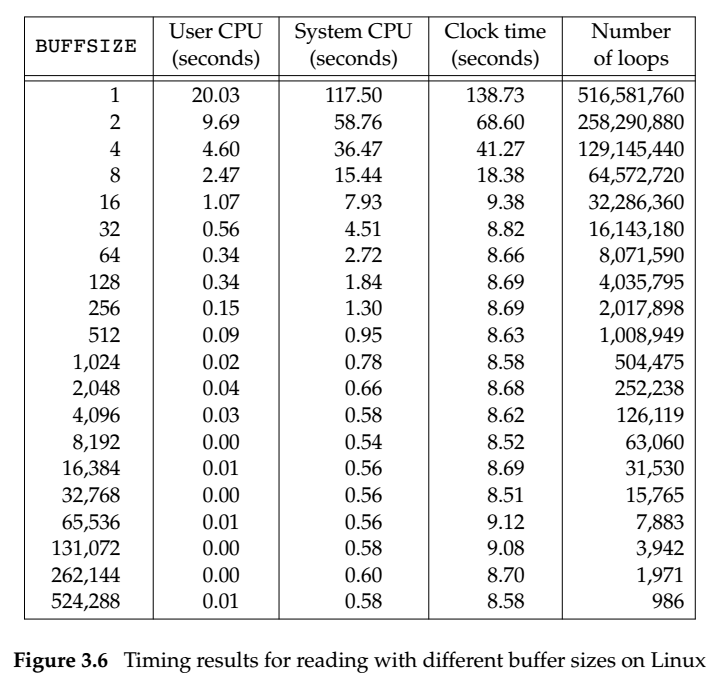 BUFFSIZE User CPU (seconds) System CPU (seconds) Clock time (seconds) Number of loops
1 20.03 117.50 138.73 516,581,760
2 9.69 58.76 68.60 258,290,880
4 4.60 36.47 41.27 129,145,440
8 2.47 15.44 18.38 64,572,720
16 1.07 7.93 9.38 32,286,360
32 0.56 4.51 8.82 16,143,180
64 0.34 2.72 8.66 8,071,590
128 0.34 1.84 8.69 4,035,795
256 0.15 1.30 8.69 2,017,898
512 0.09 0.95 8.63 1,008,949
1,024 0.02 0.78 8.58 504,475
2,048 0.04 0.66 8.68 252,238
4,096 0.03 0.58 8.62 126,119
8,192 0.00 0.54 8.52 63,060
16,384 0.01 0.56 8.69 31,530
32,768 0.00 0.56 8.51 15,765
65,536 0.01 0.56 9.12 7,883
131,072 0.00 0.58 9.08 3,942
262,144 0.00 0.60 8.70 1,971
524,288 0.01 0.58 8.58 986
Figure 3.6 Timing results for reading with different buffer sizes on Linux